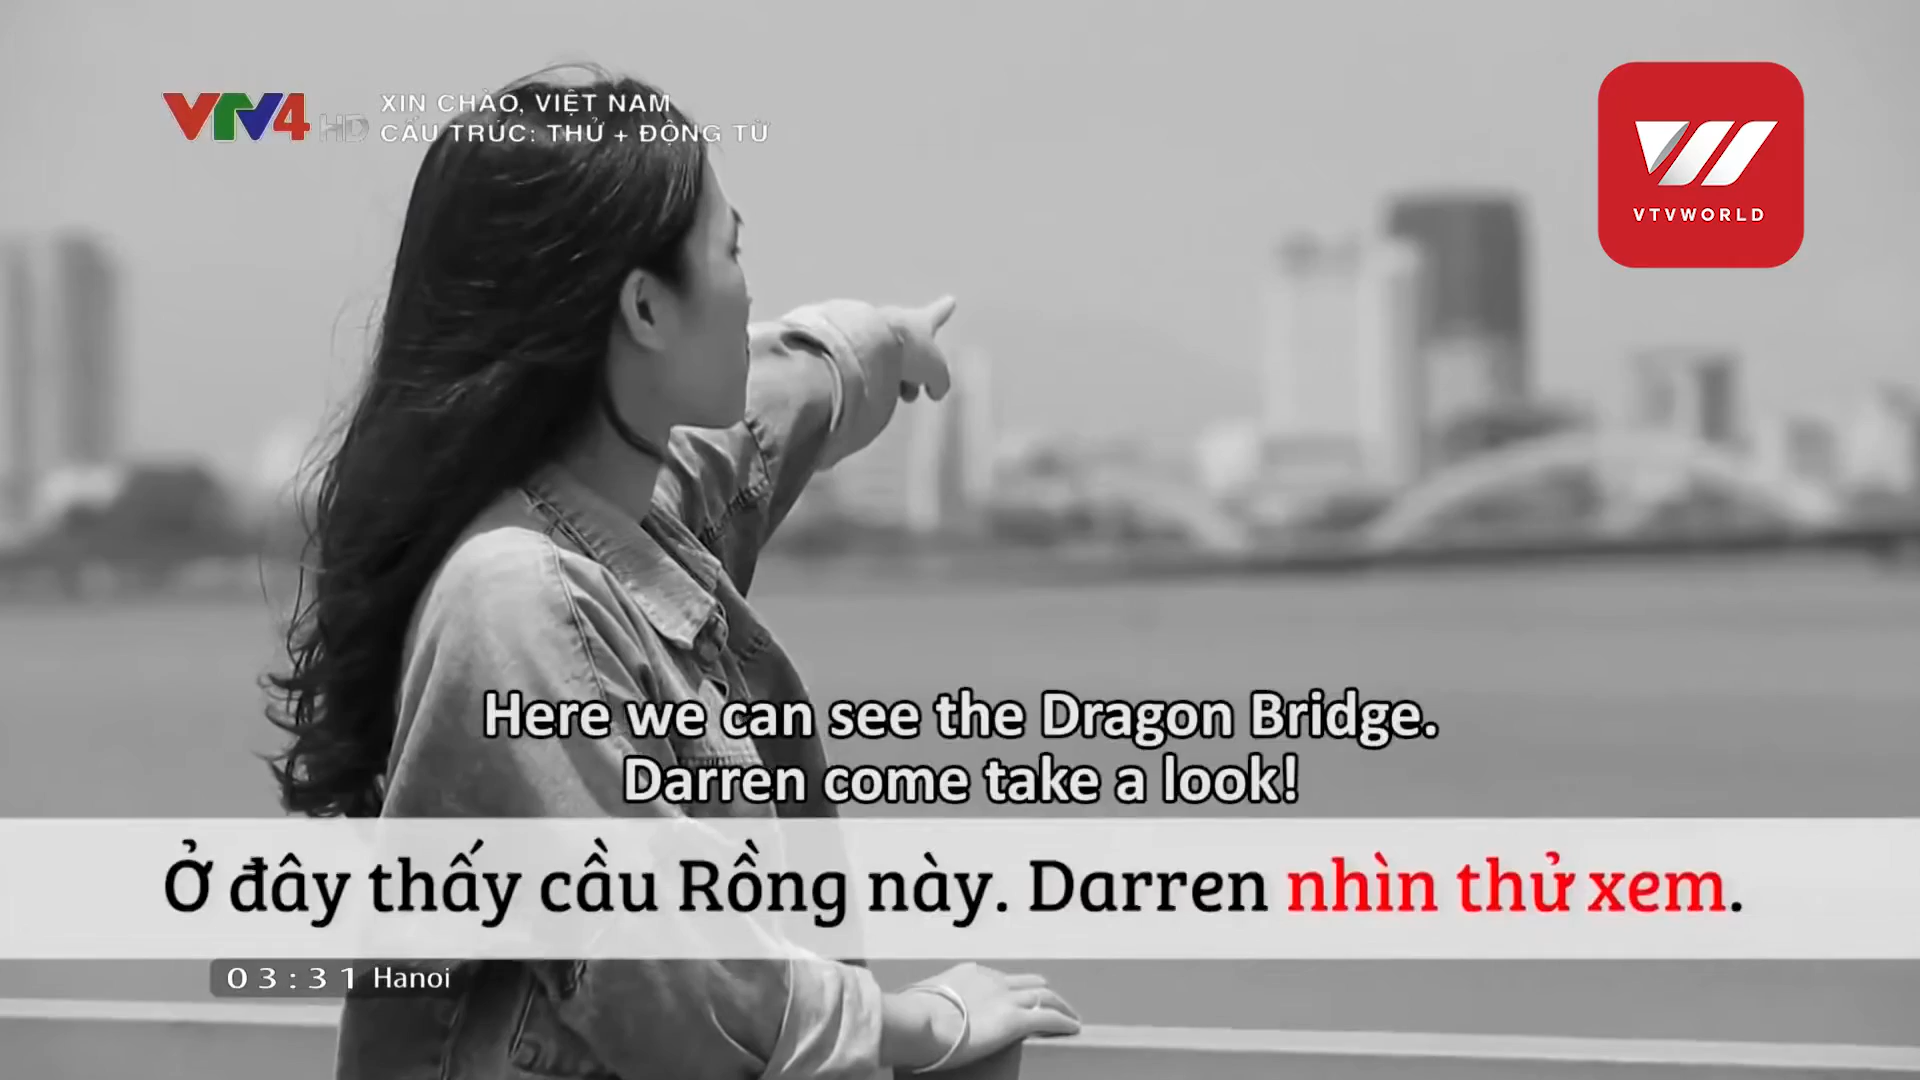 VTV4 HD
XIN CHÀO, VIỆT NAM
CẤU TRÚC: THỬ + ĐỘNG TỪ
VTVWORLD
Here we can see the Dragon Bridge.
Darren come take a look!
Ở đây thấy cầu Rồng này. Darren nhìn thử xem.
03:31 Hanoi